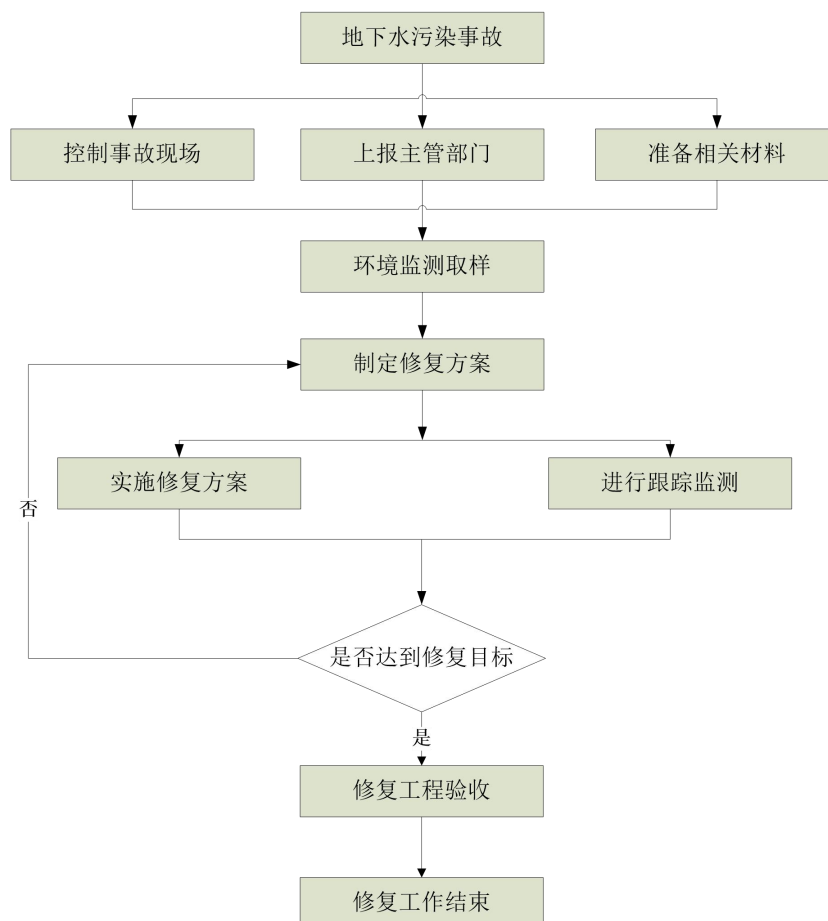 地下水污染事故
控制事故现场
上报主管部门
准备相关材料
环境监测取样
制定修复方案
实施修复方案
进行跟踪监测
否
是否达到修复目标
是
修复工程验收
修复工作结束